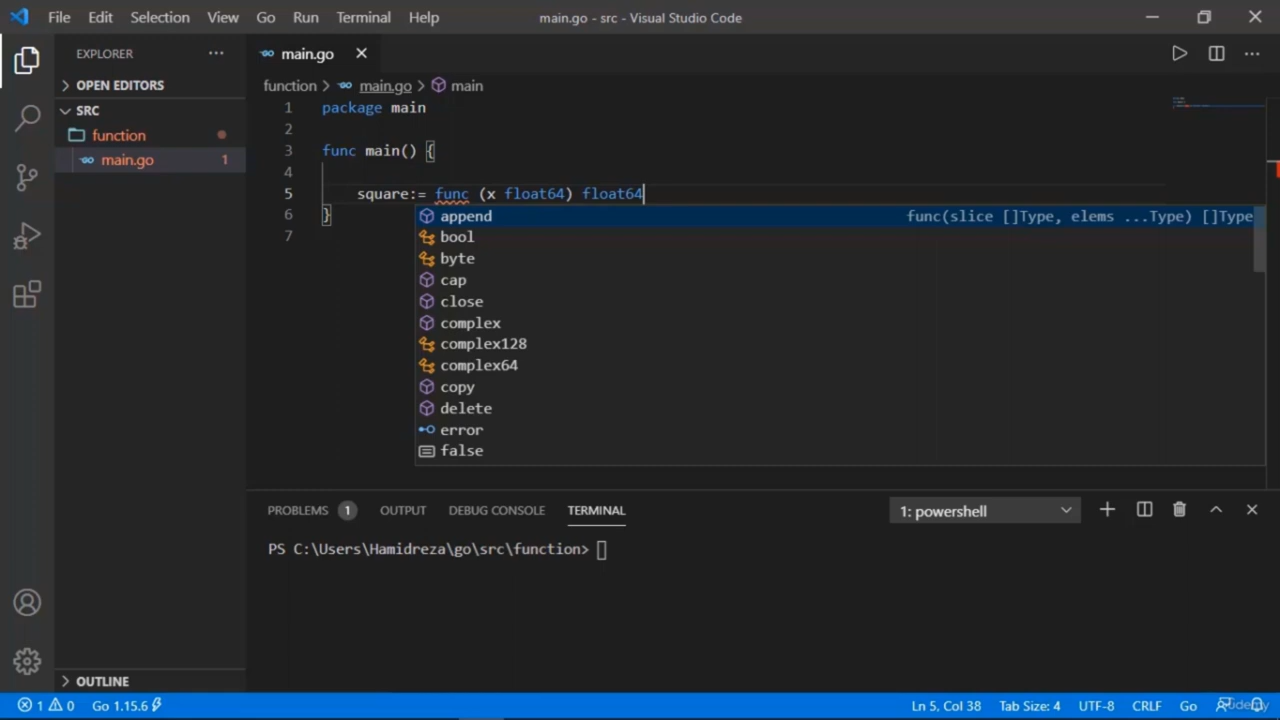 File Edit Selection View Go Run Terminal Help main.go - src - Visual Studio Code
EXPLORER
main.go
OPEN EDITORS
function > main.go > main
SRC
function
main.go 1
1 package main
2
3 func main() {
4
5 square:= func (x float64) float64
6 }
7
append func(slice []Type, elems ...Type) []Type
bool
byte
cap
close
complex
complex128
complex64
copy
delete
error
false
PROBLEMS 1 OUTPUT DEBUG CONSOLE TERMINAL 1: powershell
PS C:\Users\Hamidreza\go\src\function>
OUTLINE
1 0 Go 1.15.6 Ln 5, Col 38 Tab Size: 4 UTF-8 CRLF Go